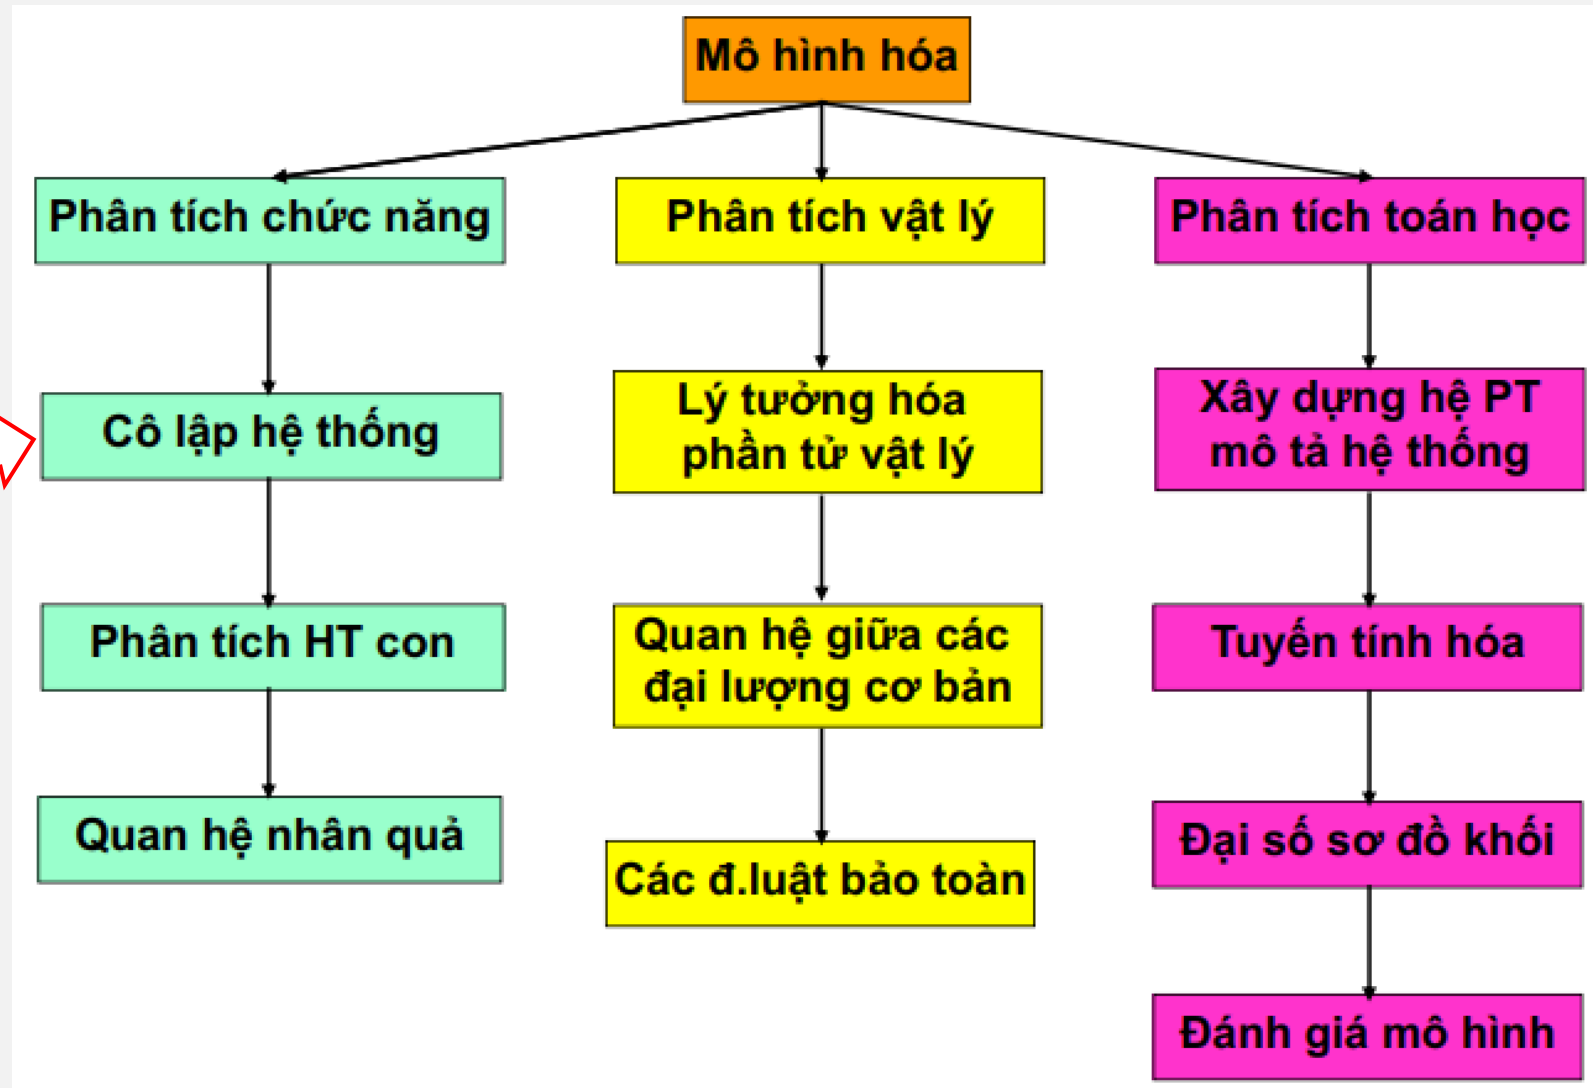 Mô hình hóa
Phân tích chức năng
Phân tích vật lý
Phân tích toán học
Cô lập hệ thống
Lý tưởng hóa
phần tử vật lý
Xây dựng hệ PT
mô tả hệ thống
Phân tích HT con
Quan hệ giữa các
đại lượng cơ bản
Tuyến tính hóa
Quan hệ nhân quả
Các đ.luật bảo toàn
Đại số sơ đồ khối
Đánh giá mô hình